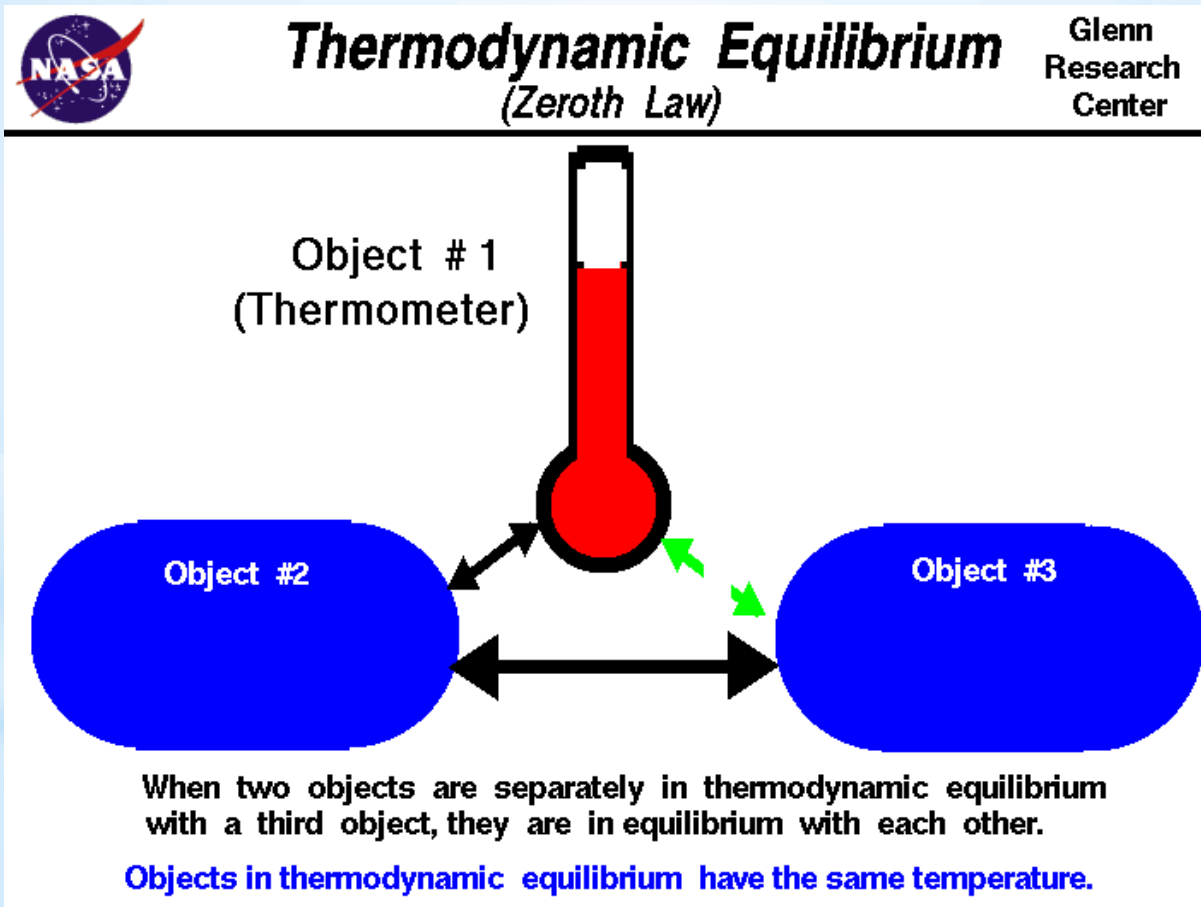 NASA
Thermodynamic Equilibrium
(Zeroth Law)
Glenn
Research
Center
Object # 1
(Thermometer)
Object #2
Object #3
When two objects are separately in thermodynamic equilibrium
with a third object, they are in equilibrium with each other.
Objects in thermodynamic equilibrium have the same temperature.